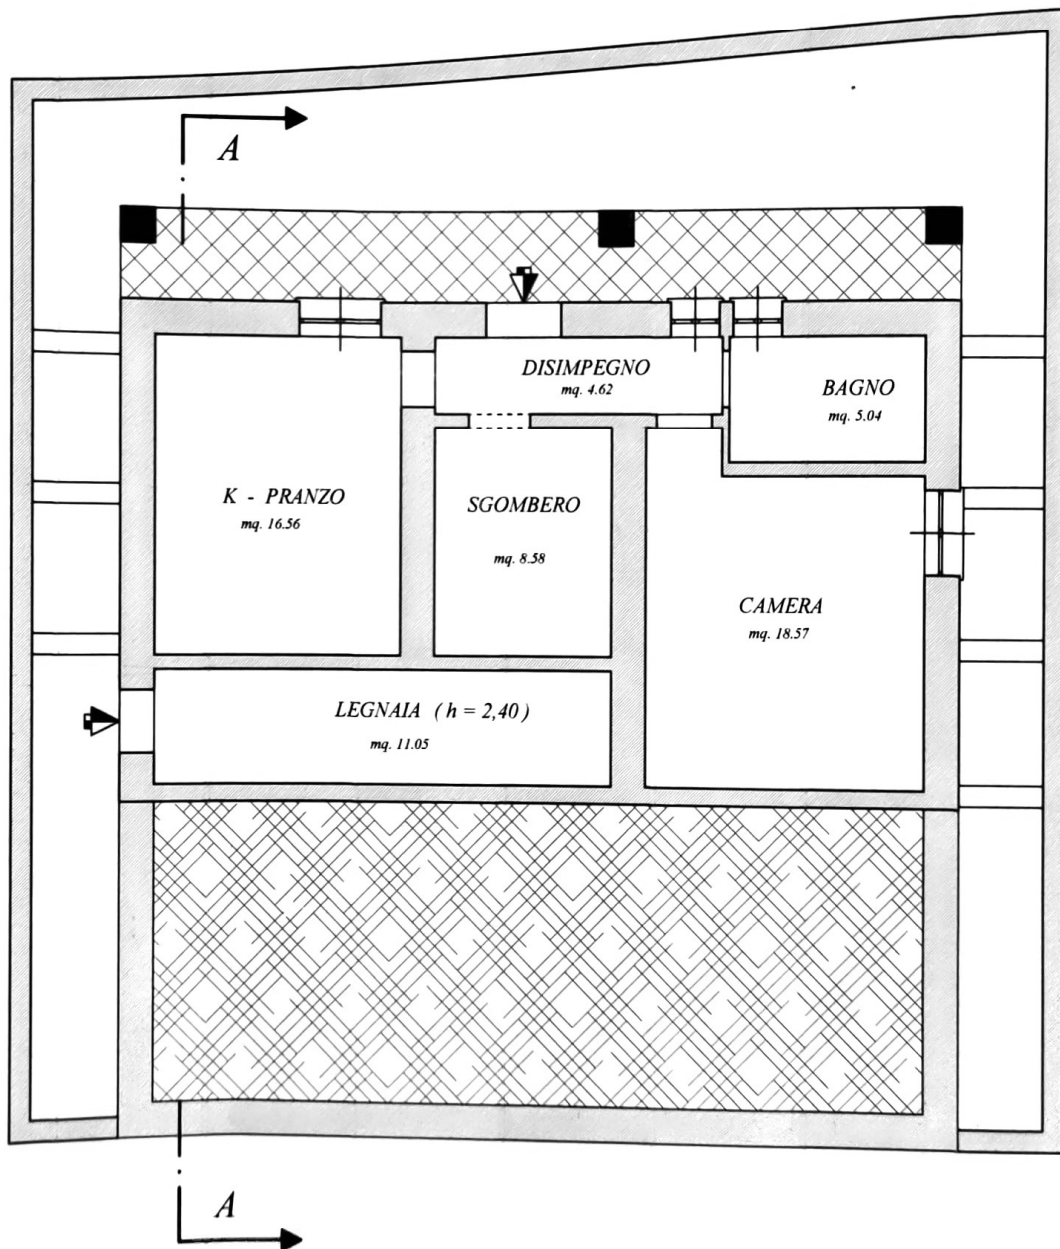 A
DISIMPEGNO
mq. 4.62
BAGNO
mq. 5.04
K - PRANZO
mq. 16.56
SGOMBERO
mq. 8.58
CAMERA
mq. 18.57
LEGNAIA ( h = 2,40 )
mq. 11.05
A